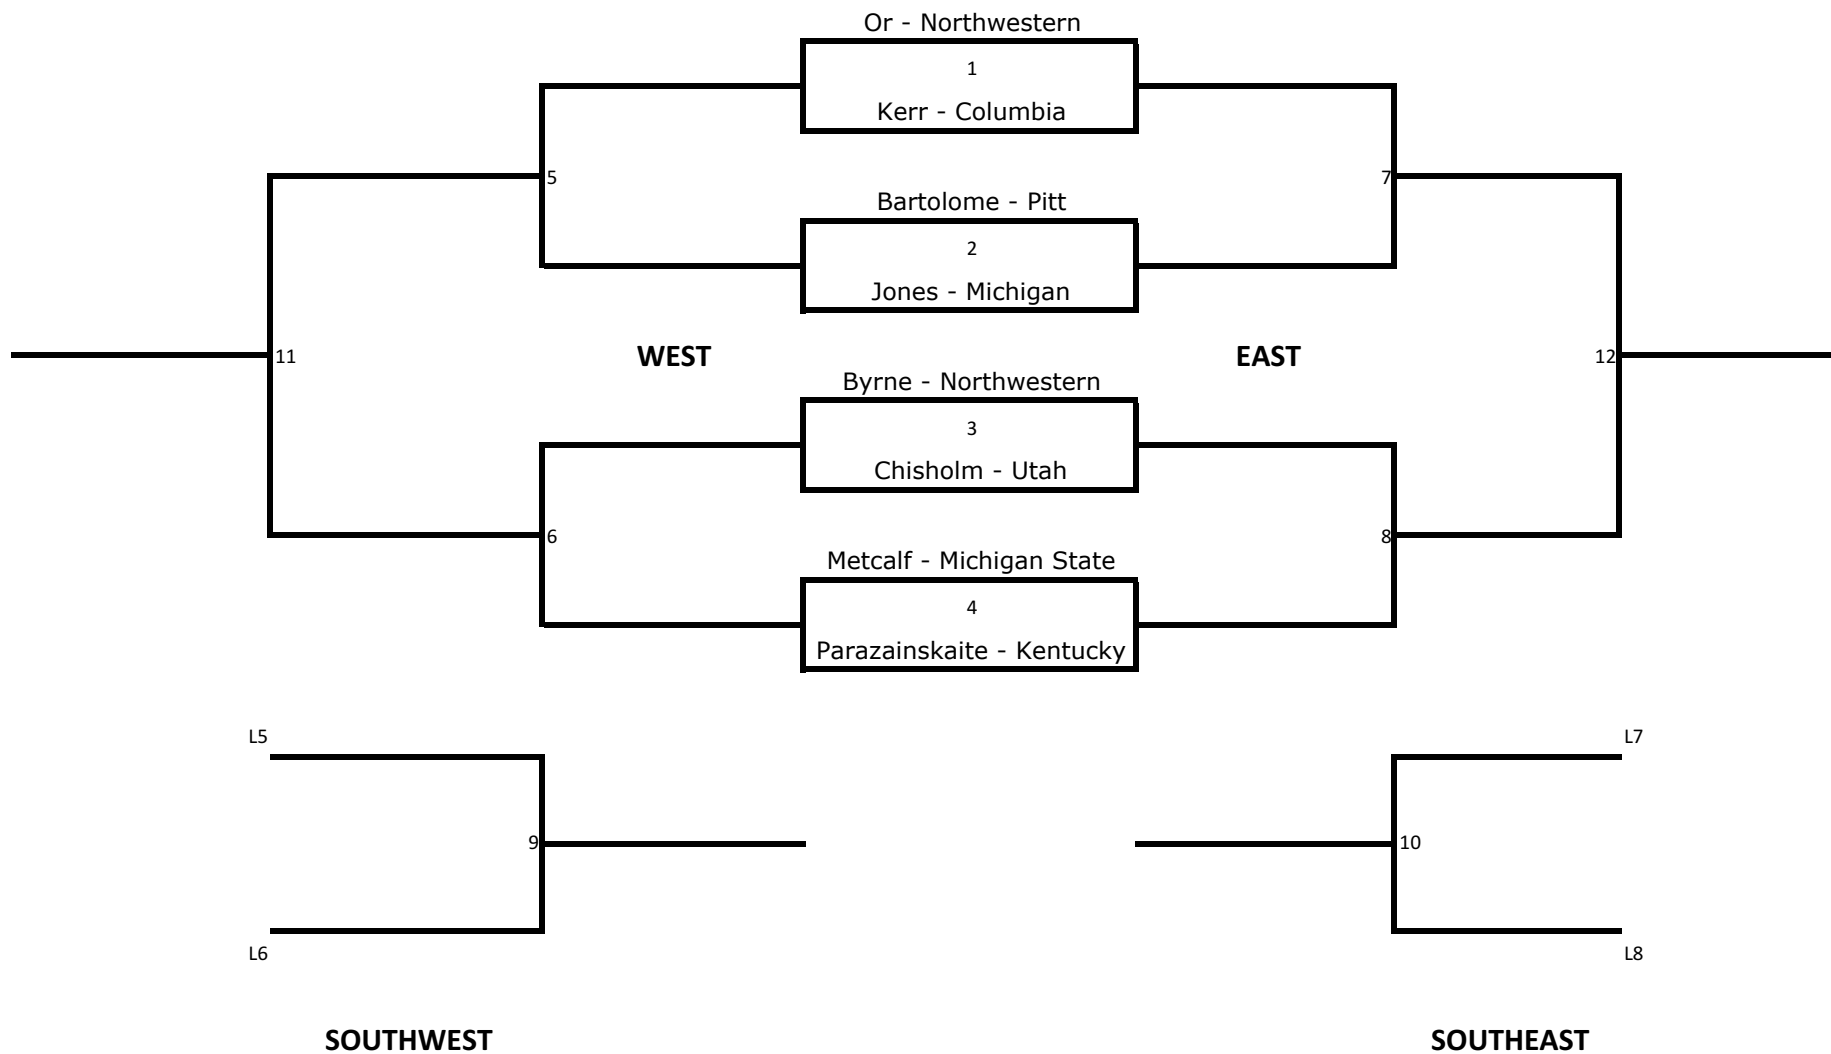 Or - Northwestern
1
Kerr - Columbia
5
7
Bartolome - Pitt
2
Jones - Michigan
11
WEST
EAST
12
Byrne - Northwestern
3
Chisholm - Utah
6
8
Metcalf - Michigan State
4
Parazainskaite - Kentucky
L5
L7
9
10
L6
L8
SOUTHWEST
SOUTHEAST